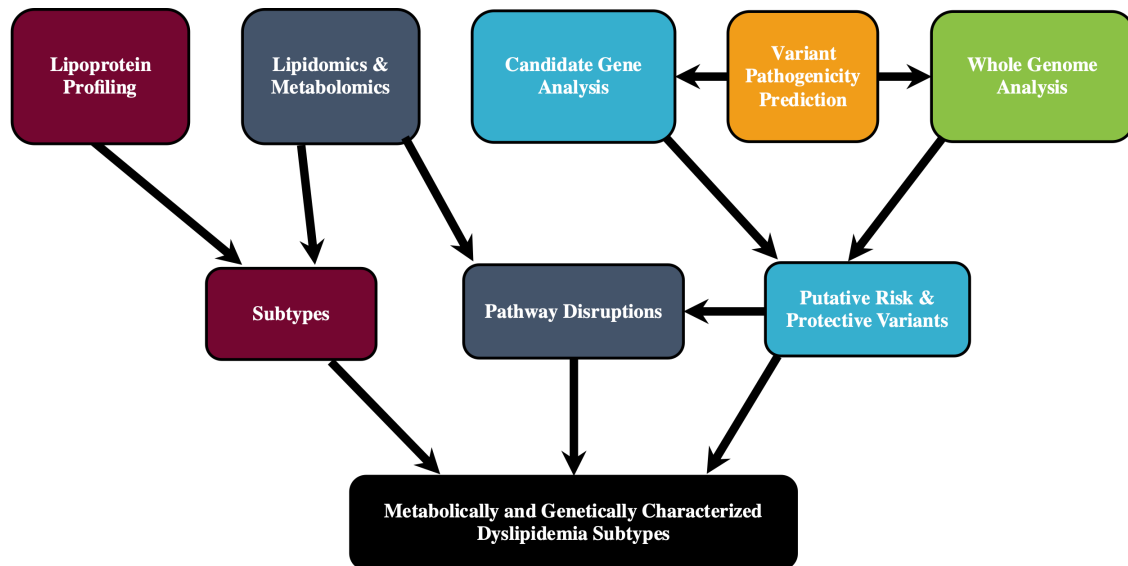 Lipoprotein
Profiling
Lipidomics &
Metabolomics
Candidate Gene
Analysis
Variant
Pathogenicity
Prediction
Whole Genome
Analysis
Subtypes
Pathway Disruptions
Putative Risk &
Protective Variants
Metabolically and Genetically Characterized
Dyslipidemia Subtypes